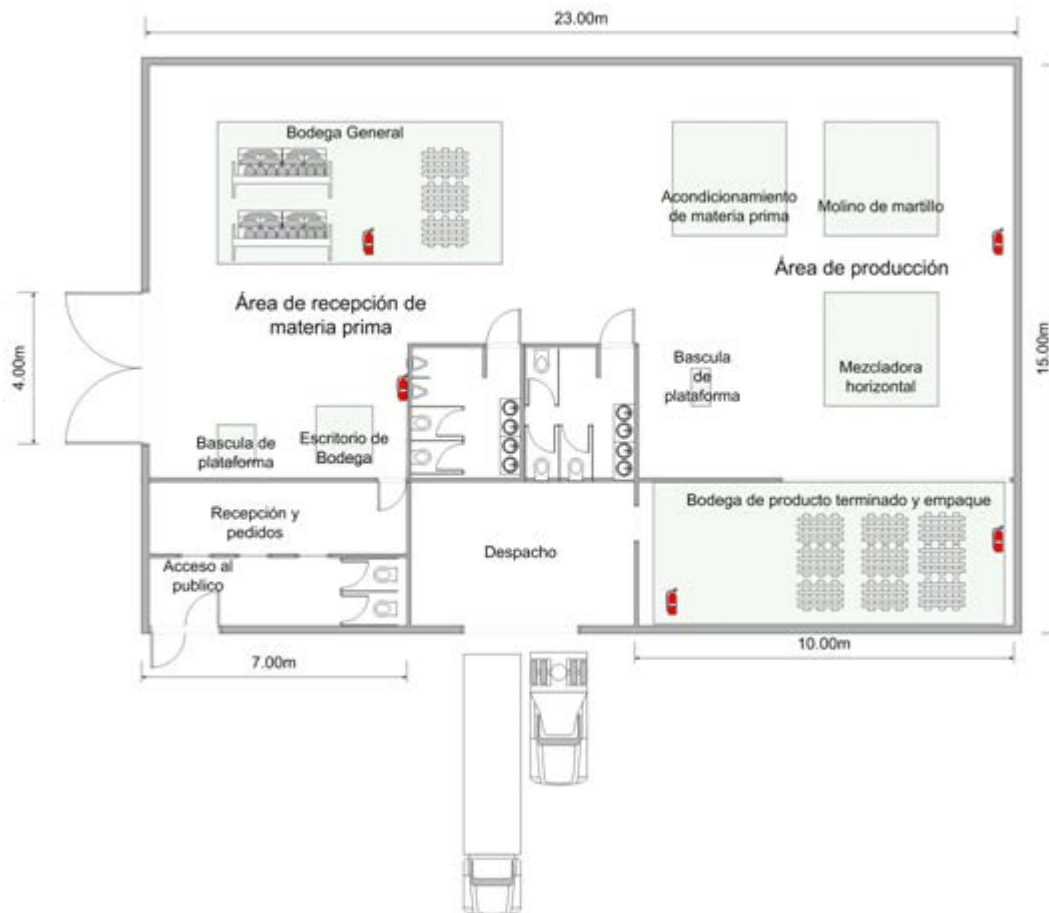 23.00m
Bodega General
Acondicionamiento
de materia prima
Molino de martillo
Área de producción
Área de recepción de
materia prima
4.00m
15.00m
Bascula
de
plataforma
Mezcladora
horizontal
Bascula de
plataforma
Escritorio de
Bodega
Recepción y
pedidos
Bodega de producto terminado y empaque
Despacho
Acceso al
publico
7.00m
10.00m